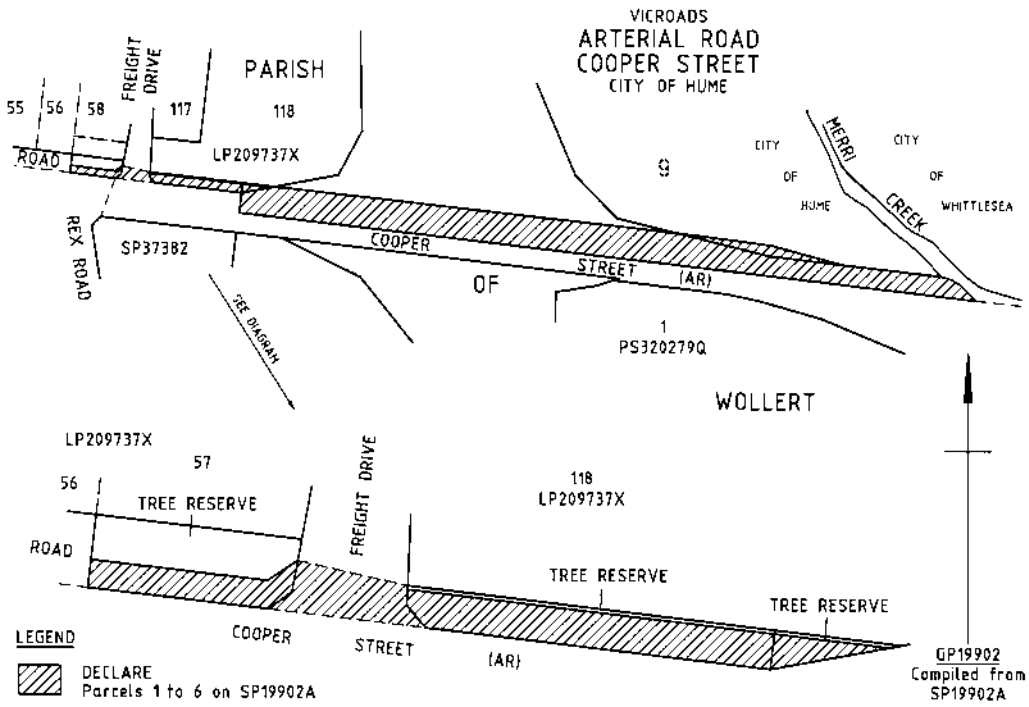 VICROADS
ARTERIAL ROAD
COOPER STREET
CITY OF HUME
PARISH
FREIGHT
DRIVE
55
56
58
117
118
LP209737X
ROAD
9
CITY
OF
HUME
MERRI
CREEK
CITY
OF
WHITTLESEA
REX ROAD
SP37382
COOPER
STREET
(AR)
OF
SEE DIAGRAM
1
PS320279Q
WOLLERT
LP209737X
57
56
TREE RESERVE
ROAD
FREIGHT DRIVE
118
LP209737X
TREE RESERVE
TREE RESERVE
COOPER
STREET
(AR)
LEGEND
DECLARE
Parcels 1 to 6 on SP19902A
GP19902
Compiled from
SP19902A